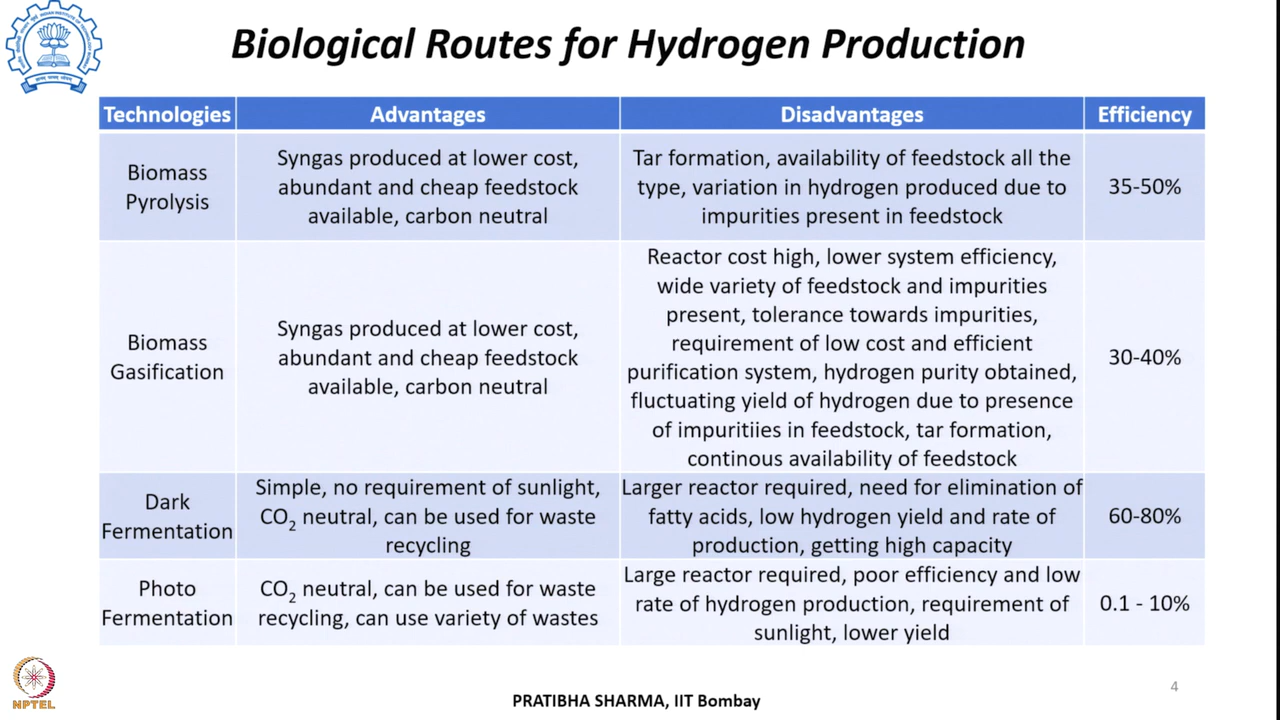 Biological Routes for Hydrogen Production
Technologies
Advantages
Disadvantages
Efficiency
Biomass
Pyrolysis
Syngas produced at lower cost,
abundant and cheap feedstock
available, carbon neutral
Tar formation, availability of feedstock all the
type, variation in hydrogen produced due to
impurities present in feedstock
35-50%
Biomass
Gasification
Syngas produced at lower cost,
abundant and cheap feedstock
available, carbon neutral
Reactor cost high, lower system efficiency,
wide variety of feedstock and impurities
present, tolerance towards impurities,
requirement of low cost and efficient
purification system, hydrogen purity obtained,
fluctuating yield of hydrogen due to presence
of impuritiies in feedstock, tar formation,
continous availability of feedstock
30-40%
Dark
Fermentation
Simple, no requirement of sunlight,
CO₂ neutral, can be used for waste
recycling
Larger reactor required, need for elimination of
fatty acids, low hydrogen yield and rate of
production, getting high capacity
60-80%
Photo
Fermentation
CO₂ neutral, can be used for waste
recycling, can use variety of wastes
Large reactor required, poor efficiency and low
rate of hydrogen production, requirement of
sunlight, lower yield
0.1 - 10%
4
NPTEL
PRATIBHA SHARMA, IIT Bombay